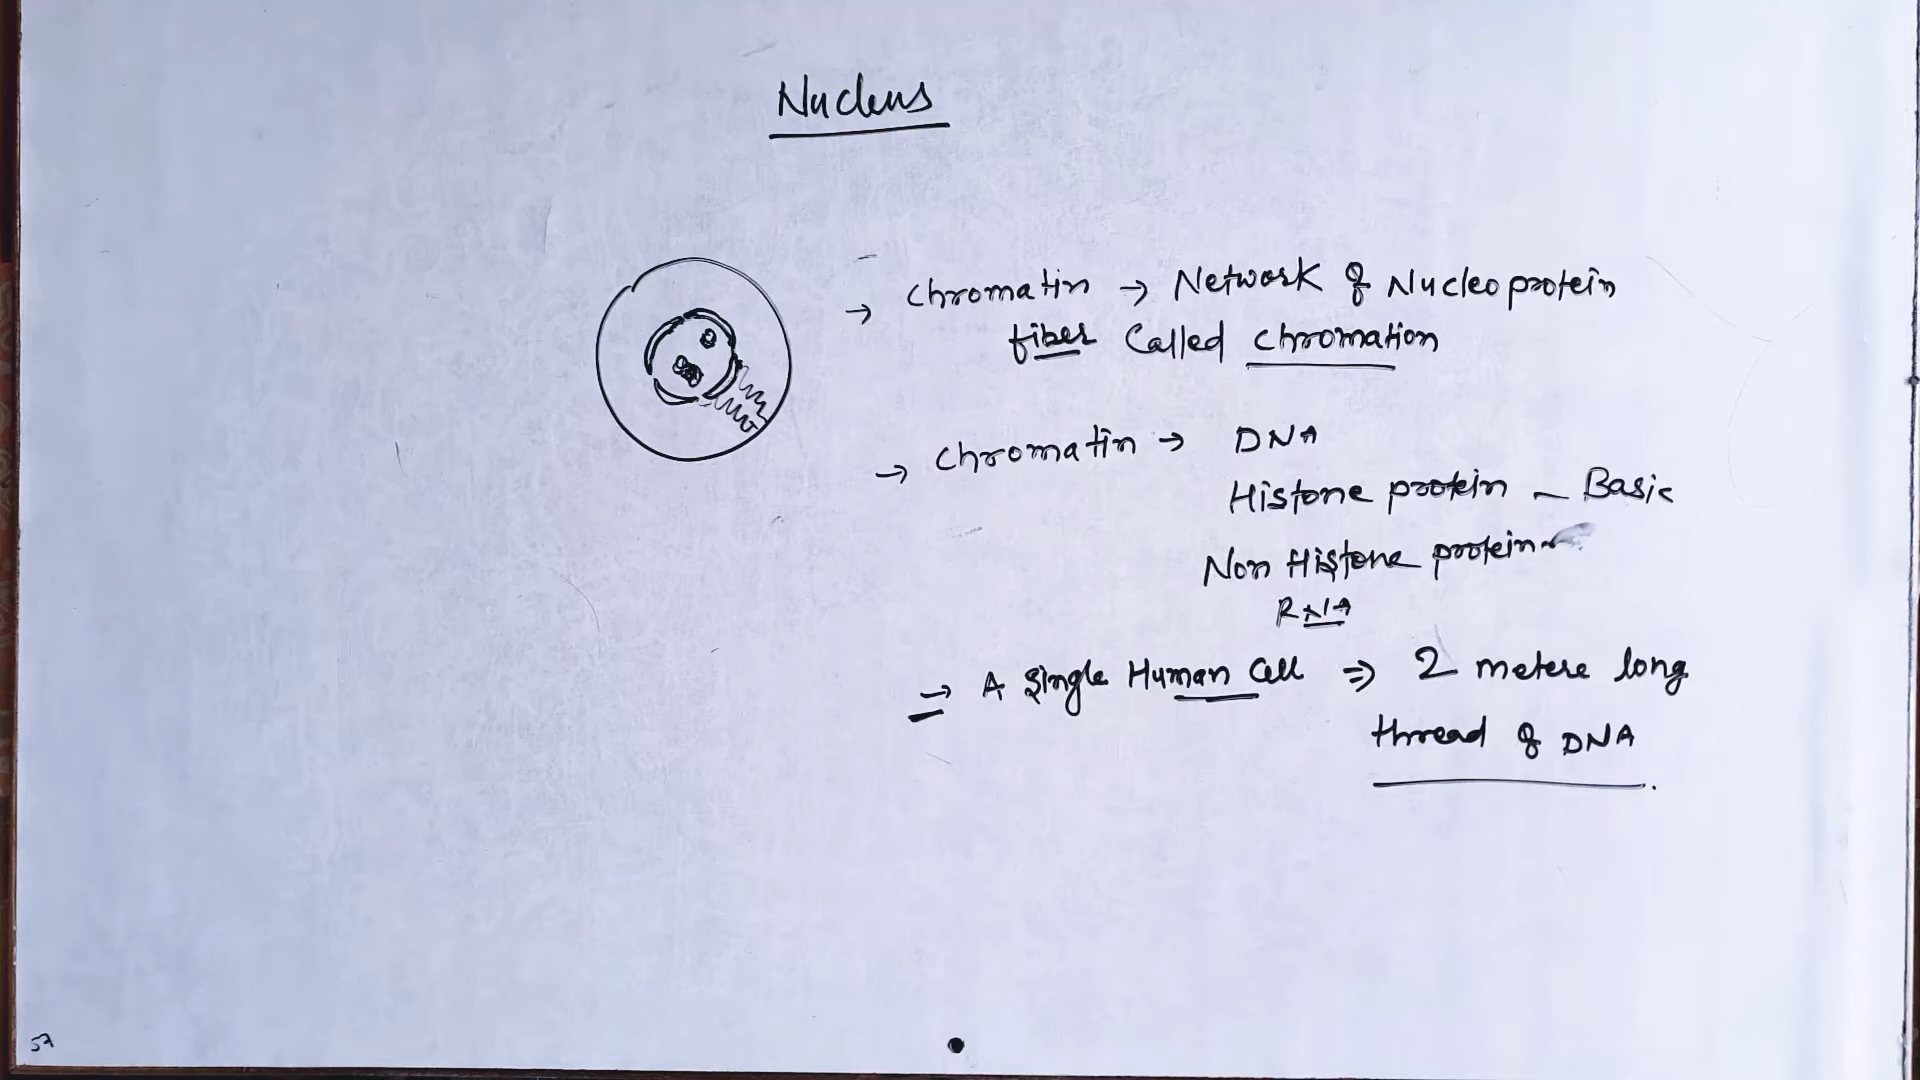 Nucleus
→ Chromatin → Network of Nucleoprotein
fiber Called Chromation
→ Chromatin → DNA
Histone protein - Basic
Non Histone protein
RNA
⇒ A Single Human Cell ⇒ 2 metere long
thread of DNA.
57